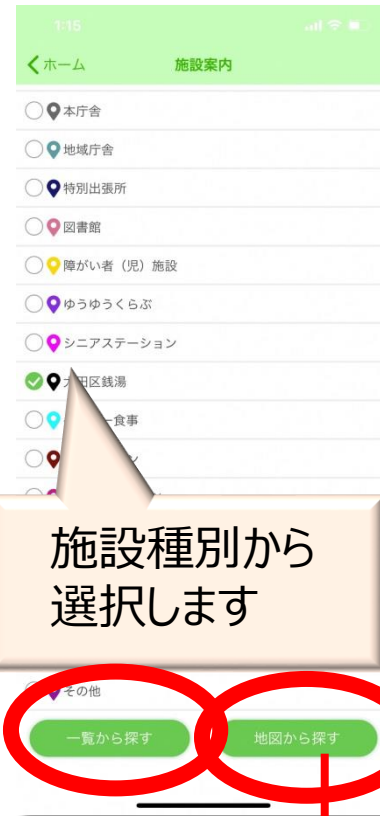 1:15
ホーム
施設案内
本庁舎
地域庁舎
特別出張所
図書館
障がい者（児）施設
ゆうゆうくらぶ
シニアステーション
田区銭湯
食事
施設種別から
選択します
その他
一覧から探す
地図から探す